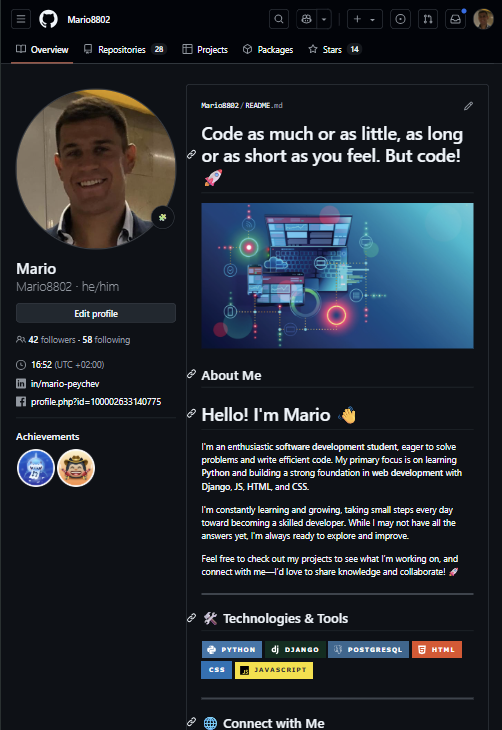 Mario8802
Overview
Repositories 28
Projects
Packages
Stars 14
Mario
Mario8802 · he/him
Edit profile
42 followers · 58 following
16:52 (UTC +02:00)
in/mario-peychev
profile.php?id=100002633140775
Achievements
Mario8802/README.md
Code as much or as little, as long
or as short as you feel. But code!
🚀
About Me
Hello! I'm Mario 👋
I'm an enthusiastic software development student, eager to solve
problems and write efficient code. My primary focus is on learning
Python and building a strong foundation in web development with
Django, JS, HTML, and CSS.
I'm constantly learning and growing, taking small steps every day
toward becoming a skilled developer. While I may not have all the
answers yet, I'm always ready to explore and improve.
Feel free to check out my projects to see what I'm working on, and
connect with me—I'd love to share knowledge and collaborate! 🚀
🛠️ Technologies & Tools
PYTHON
dj DJANGO
POSTGRESQL
HTML
CSS
JS JAVASCRIPT
🌐 Connect with Me